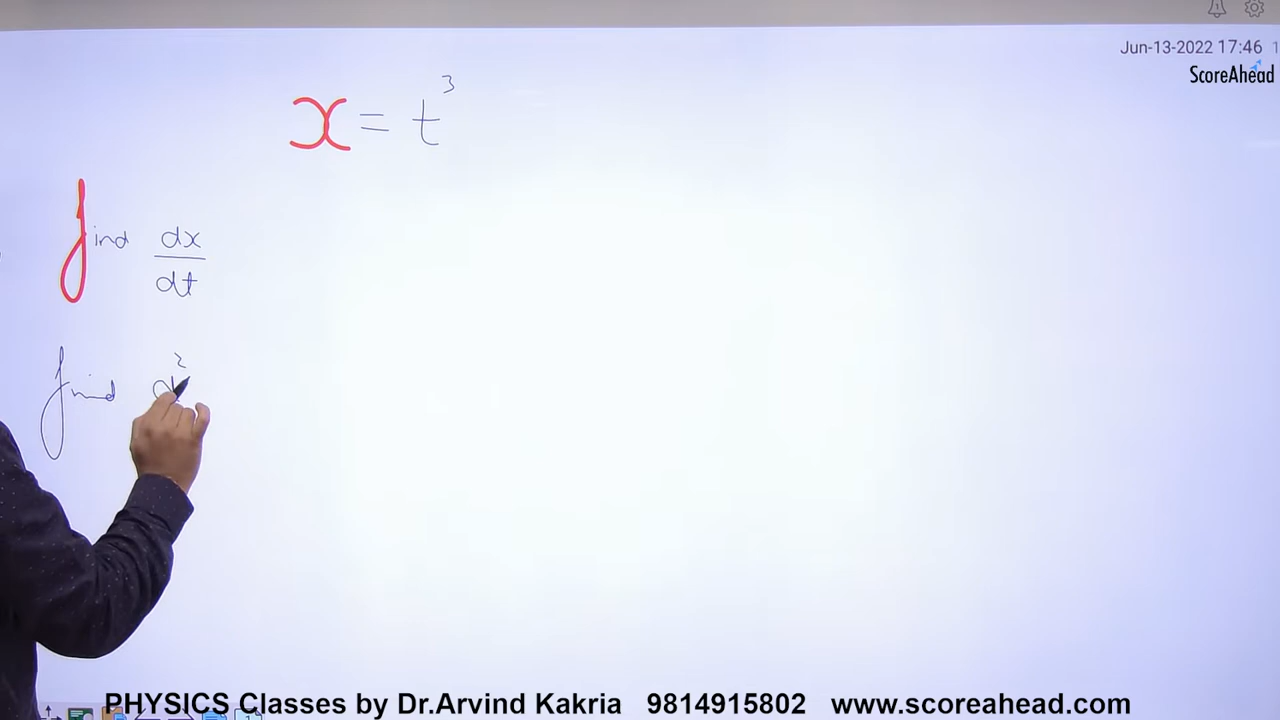 Jun-13-2022 17:46
ScoreAhead
x = t³
find dx/dt
find d²
PHYSICS Classes by Dr.Arvind Kakria 9814915802 www.scoreahead.com